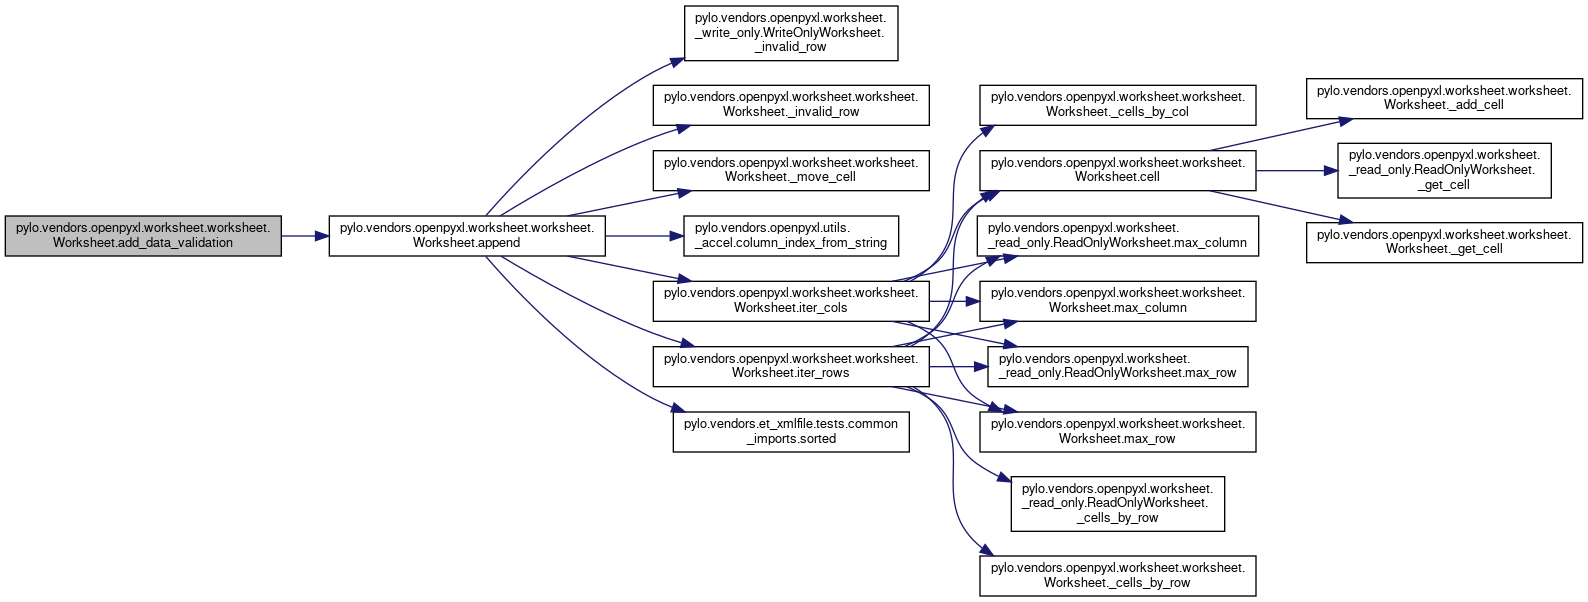 pylo.vendors.openpyxl.worksheet.worksheet.
Worksheet.add_data_validation
pylo.vendors.openpyxl.worksheet.worksheet.
Worksheet.append
pylo.vendors.openpyxl.worksheet.
_write_only.WriteOnlyWorksheet.
_invalid_row
pylo.vendors.openpyxl.worksheet.worksheet.
Worksheet._invalid_row
pylo.vendors.openpyxl.worksheet.worksheet.
Worksheet._move_cell
pylo.vendors.openpyxl.utils.
_accel.column_index_from_string
pylo.vendors.openpyxl.worksheet.worksheet.
Worksheet.iter_cols
pylo.vendors.openpyxl.worksheet.worksheet.
Worksheet.iter_rows
pylo.vendors.et_xmlfile.tests.common
_imports.sorted
pylo.vendors.openpyxl.worksheet.worksheet.
Worksheet._cells_by_col
pylo.vendors.openpyxl.worksheet.worksheet.
Worksheet.cell
pylo.vendors.openpyxl.worksheet.
_read_only.ReadOnlyWorksheet.max_column
pylo.vendors.openpyxl.worksheet.worksheet.
Worksheet.max_column
pylo.vendors.openpyxl.worksheet.
_read_only.ReadOnlyWorksheet.max_row
pylo.vendors.openpyxl.worksheet.worksheet.
Worksheet.max_row
pylo.vendors.openpyxl.worksheet.
_read_only.ReadOnlyWorksheet.
_cells_by_row
pylo.vendors.openpyxl.worksheet.worksheet.
Worksheet._cells_by_row
pylo.vendors.openpyxl.worksheet.worksheet.
Worksheet._add_cell
pylo.vendors.openpyxl.worksheet.
_read_only.ReadOnlyWorksheet.
_get_cell
pylo.vendors.openpyxl.worksheet.worksheet.
Worksheet._get_cell